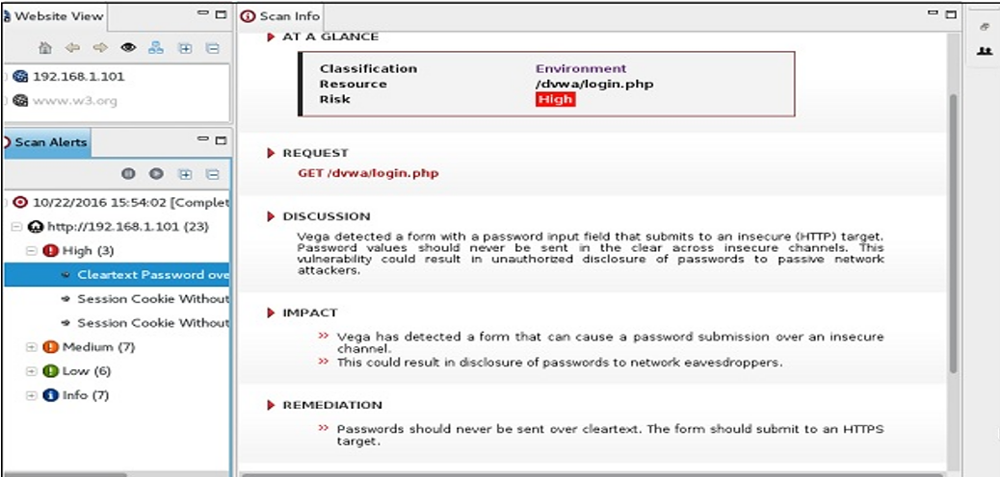 Website View
192.168.1.101
www.w3.org
Scan Alerts
10/22/2016 15:54:02 [Complet
http://192.168.1.101 (23)
High (3)
Cleartext Password ove
Session Cookie Without
Session Cookie Without
Medium (7)
Low (6)
Info (7)
Scan Info
AT A GLANCE
Classification Environment
Resource /dvwa/login.php
Risk High
REQUEST
GET /dvwa/login.php
DISCUSSION
Vega detected a form with a password input field that submits to an insecure (HTTP) target.
Password values should never be sent in the clear across insecure channels. This
vulnerability could result in unauthorized disclosure of passwords to passive network
attackers.
IMPACT
Vega has detected a form that can cause a password submission over an insecure
channel.
This could result in disclosure of passwords to network eavesdroppers.
REMEDIATION
Passwords should never be sent over cleartext. The form should submit to an HTTPS
target.